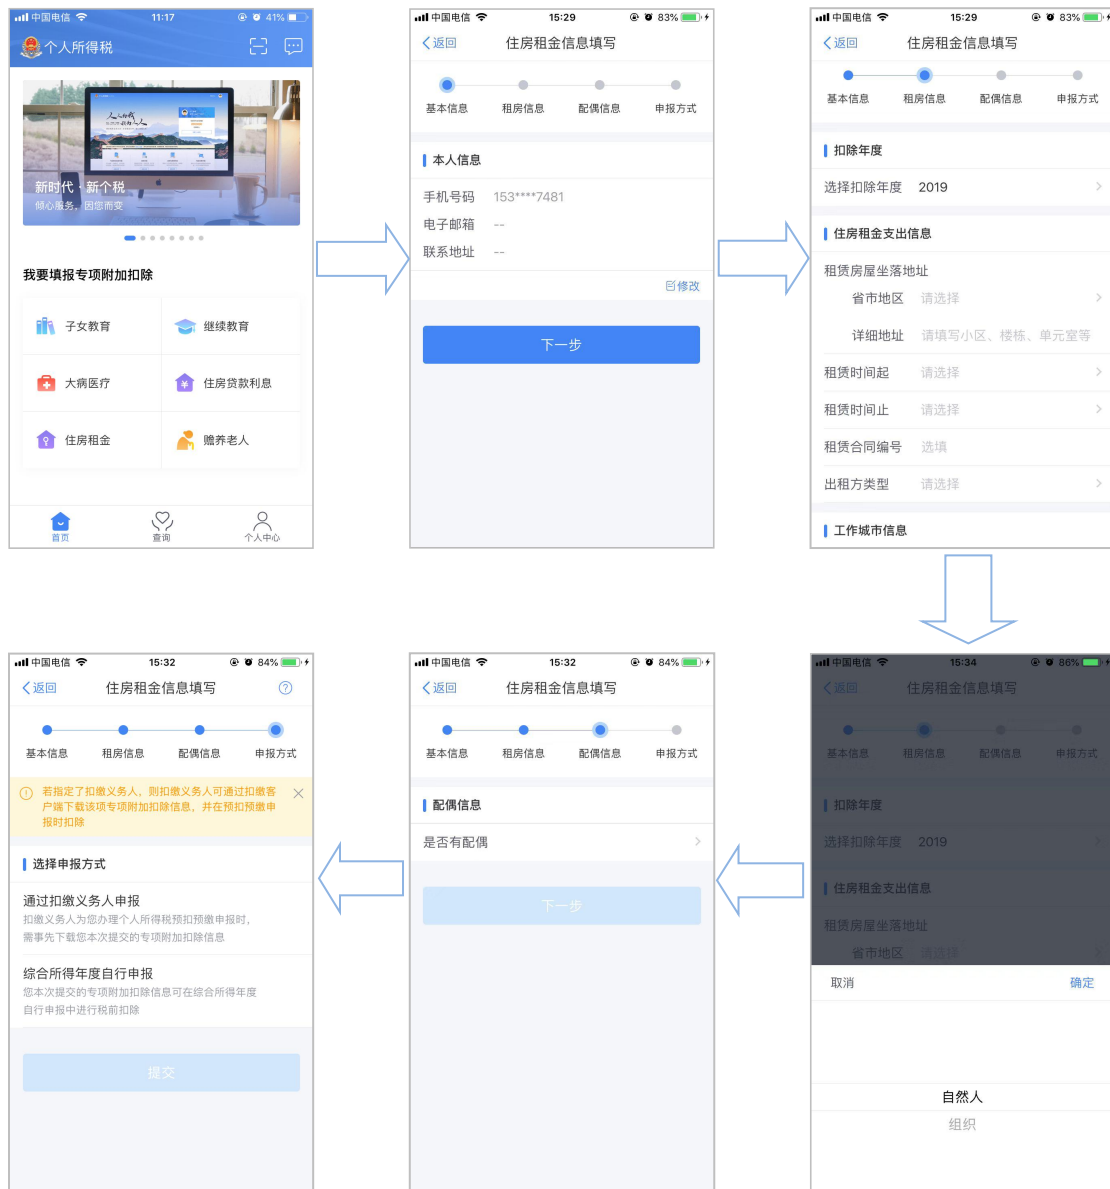 中国电信 11:17 41%
个人所得税
新时代·新个税
倾心服务，因您而变
我要填报专项附加扣除
子女教育 继续教育
大病医疗 住房贷款利息
住房租金 赡养老人
首页 查询 个人中心
中国电信 15:29 83%
返回 住房租金信息填写
基本信息 租房信息 配偶信息 申报方式
本人信息
手机号码 153****7481
电子邮箱 --
联系地址 --
修改
下一步
中国电信 15:29 83%
返回 住房租金信息填写
基本信息 租房信息 配偶信息 申报方式
扣除年度
选择扣除年度 2019
住房租金支出信息
租赁房屋坐落地址
省市地区 请选择
详细地址 请填写小区、楼栋、单元室等
租赁时间起 请选择
租赁时间止 请选择
租赁合同编号 选填
出租方类型 请选择
工作城市信息
中国电信 15:34 86%
返回 住房租金信息填写
基本信息 租房信息 配偶信息 申报方式
扣除年度
选择扣除年度 2019
住房租金支出信息
租赁房屋坐落地址
省市地区 请选择
取消 确定
自然人
组织
中国电信 15:32 84%
返回 住房租金信息填写
基本信息 租房信息 配偶信息 申报方式
配偶信息
是否有配偶
下一步
中国电信 15:32 84%
返回 住房租金信息填写
基本信息 租房信息 配偶信息 申报方式
若指定了扣缴义务人，则扣缴义务人可通过扣缴客
户端下载该项专项附加扣除信息，并在预扣预缴申
报时扣除
选择申报方式
通过扣缴义务人申报
扣缴义务人为您办理个人所得税预扣预缴申报时，
需事先下载您本次提交的专项附加扣除信息
综合所得年度自行申报
您本次提交的专项附加扣除信息可在综合所得年度
自行申报中进行税前扣除
提交